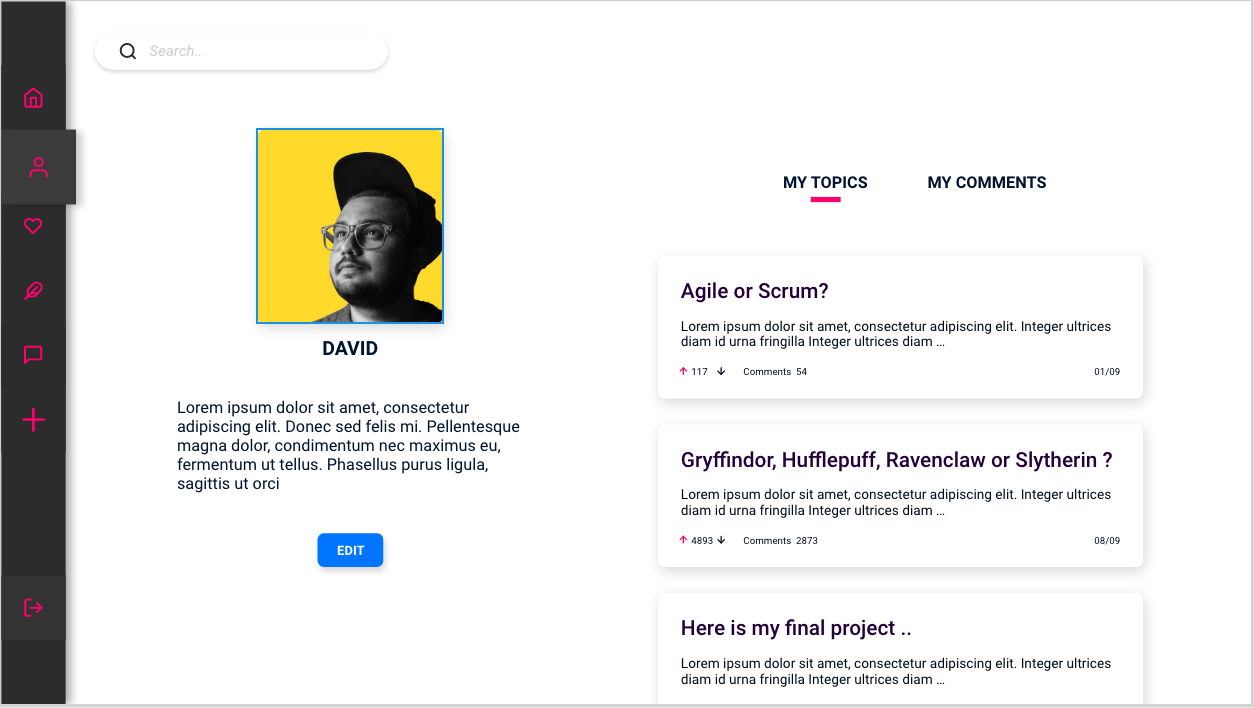 Search..
DAVID
Lorem ipsum dolor sit amet, consectetur
adipiscing elit. Donec sed felis mi. Pellentesque
magna dolor, condimentum nec maximus eu,
fermentum ut tellus. Phasellus purus ligula,
sagittis ut orci
EDIT
MY TOPICS MY COMMENTS
Agile or Scrum?
Lorem ipsum dolor sit amet, consectetur adipiscing elit. Integer ultrices
diam id urna fringilla Integer ultrices diam ...
117 Comments 54 01/09
Gryffindor, Hufflepuff, Ravenclaw or Slytherin ?
Lorem ipsum dolor sit amet, consectetur adipiscing elit. Integer ultrices
diam id urna fringilla Integer ultrices diam ...
4893 Comments 2873 08/09
Here is my final project ..
Lorem ipsum dolor sit amet, consectetur adipiscing elit. Integer ultrices
diam id urna fringilla Integer ultrices diam ...